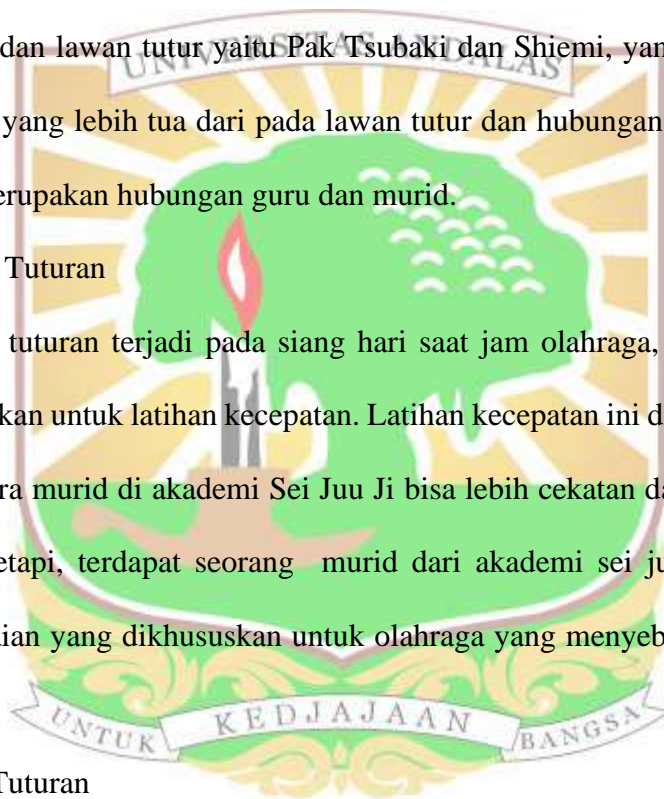 dan lawan tutur yaitu Pak Tsubaki dan Shiemi, yan
UNIVERSITAS ANDALAS
yang lebih tua dari pada lawan tutur dan hubungan
erupakan hubungan guru dan murid.
Tuturan
tuturan terjadi pada siang hari saat jam olahraga,
kan untuk latihan kecepatan. Latihan kecepatan ini d
ra murid di akademi Sei Juu Ji bisa lebih cekatan da
etapi, terdapat seorang murid dari akademi sei ju
ian yang dikhususkan untuk olahraga yang menyeb
UNTUK KEDJAJAAN BANGSA
Tuturan